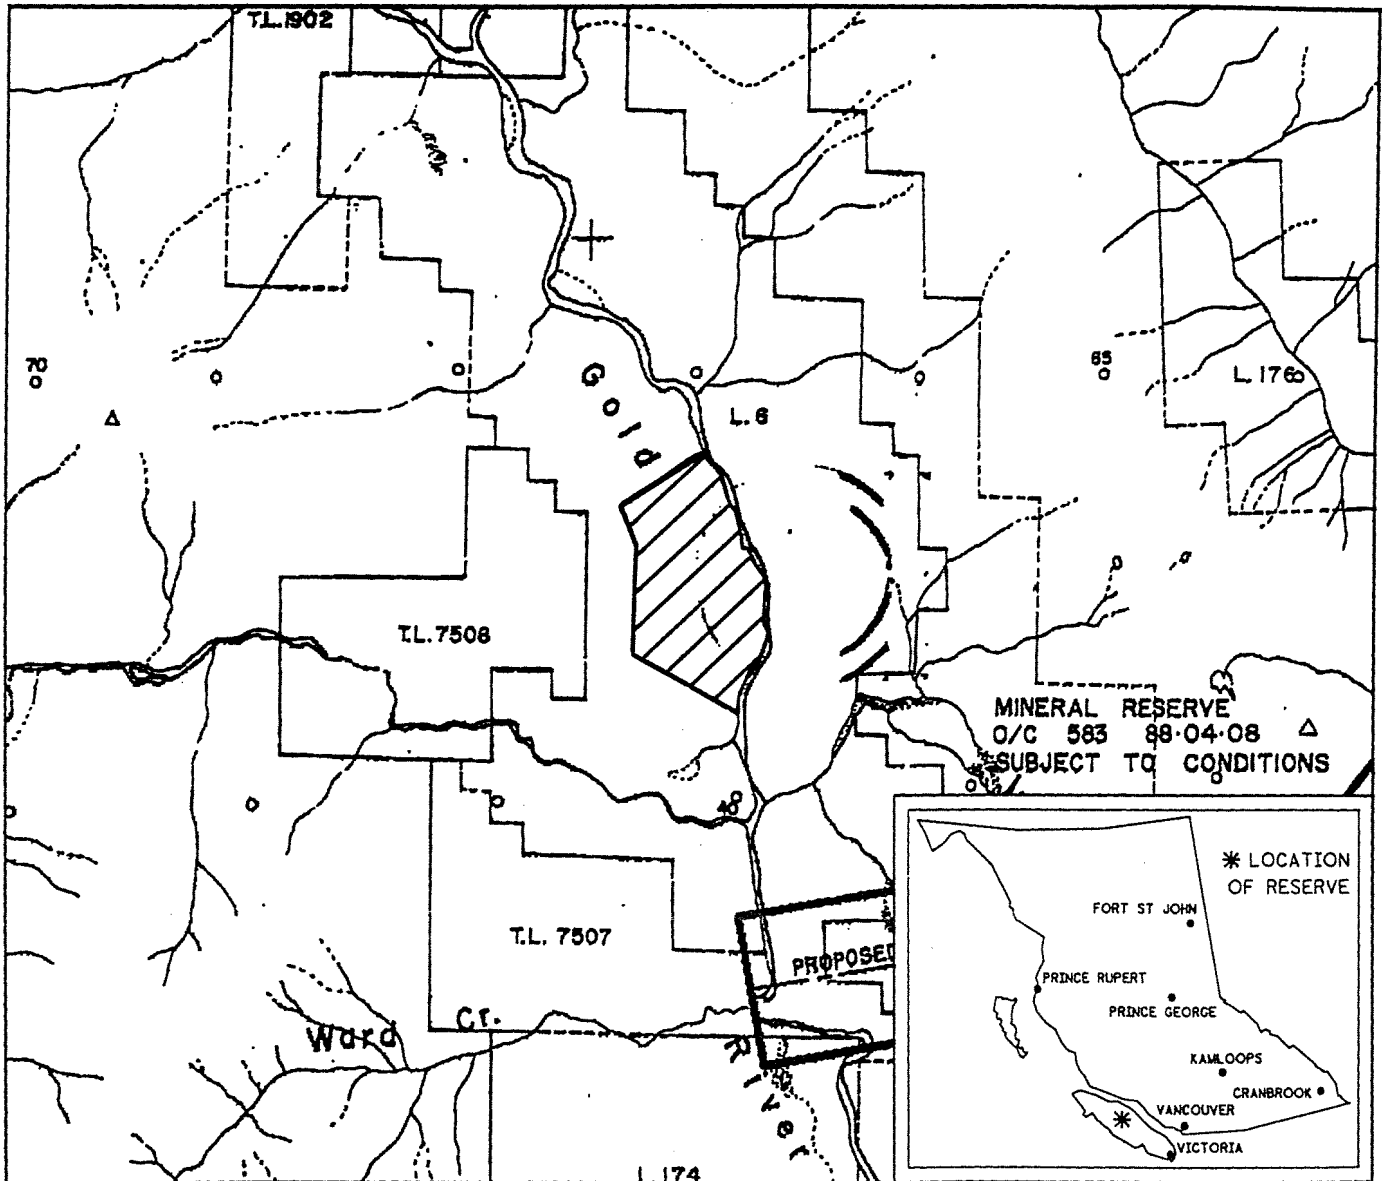 T.L. 1902
70
65
L. 176
Gold
L. 6
T.L. 7508
MINERAL RESERVE
O/C 583 88·04·08
SUBJECT TO CONDITIONS
40
T.L. 7507
PROPOSED
Ward Cr.
River
L. 174
✳ LOCATION
OF RESERVE
FORT ST JOHN
PRINCE RUPERT
PRINCE GEORGE
KAMLOOPS
CRANBROOK
VANCOUVER
VICTORIA